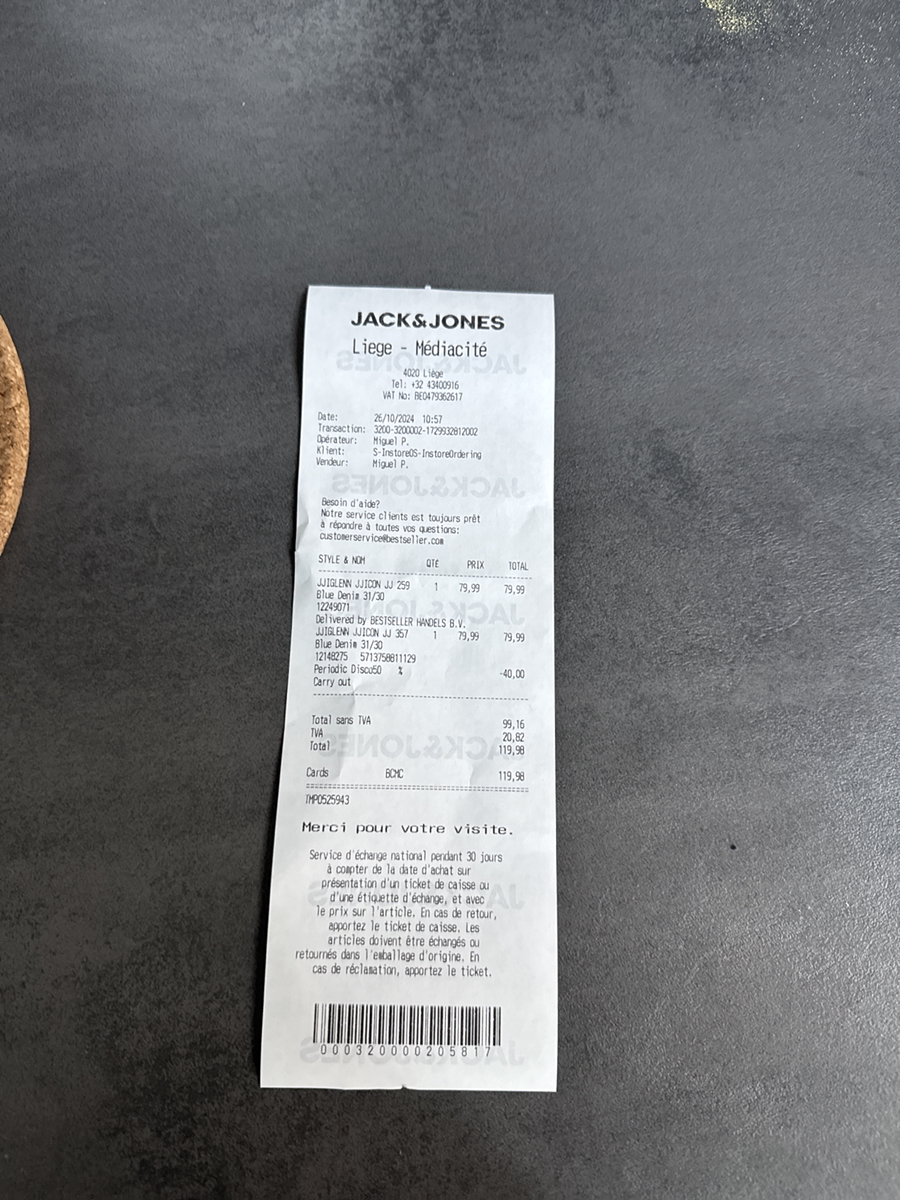 JACK&JONES
Liege - Médiacité
4020 Liège
Tel: +32 43400916
VAT No: BE0479362617
Date: 26/10/2024 10:57
Transaction: 3200-3200002-1729932812002
Opérateur: Miguel P.
Klient: S-InstoreOS-InstoreOrdering
Vendeur: Miguel P.
Besoin d'aide?
Notre service clients est toujours prêt
à répondre à toutes vos questions:
customerservice@bestseller.com
STYLE & NOM QTÉ PRIX TOTAL
JJIGLENN JJICON JJ 259 1 79,99 79,99
Blue Denim 31/30
12249071
Delivered by BESTSELLER HANDELS B.V.
JJIGLENN JJICON JJ 357 1 79,99 79,99
Blue Denim 31/30
12148275 5713758811129
Periodic Disco50 % -40,00
Carry out
Total sans TVA 99,16
TVA 20,82
Total 119,98
Cards BCMC 119,98
TMP0525943
Merci pour votre visite.
Service d'échange national pendant 30 jours
à compter de la date d'achat sur
présentation d'un ticket de caisse ou
d'une étiquette d'échange, et avec
le prix sur l'article. En cas de retour,
apportez le ticket de caisse. Les
articles doivent être échangés ou
retournés dans l'emballage d'origine. En
cas de réclamation, apportez le ticket.
000320000205817